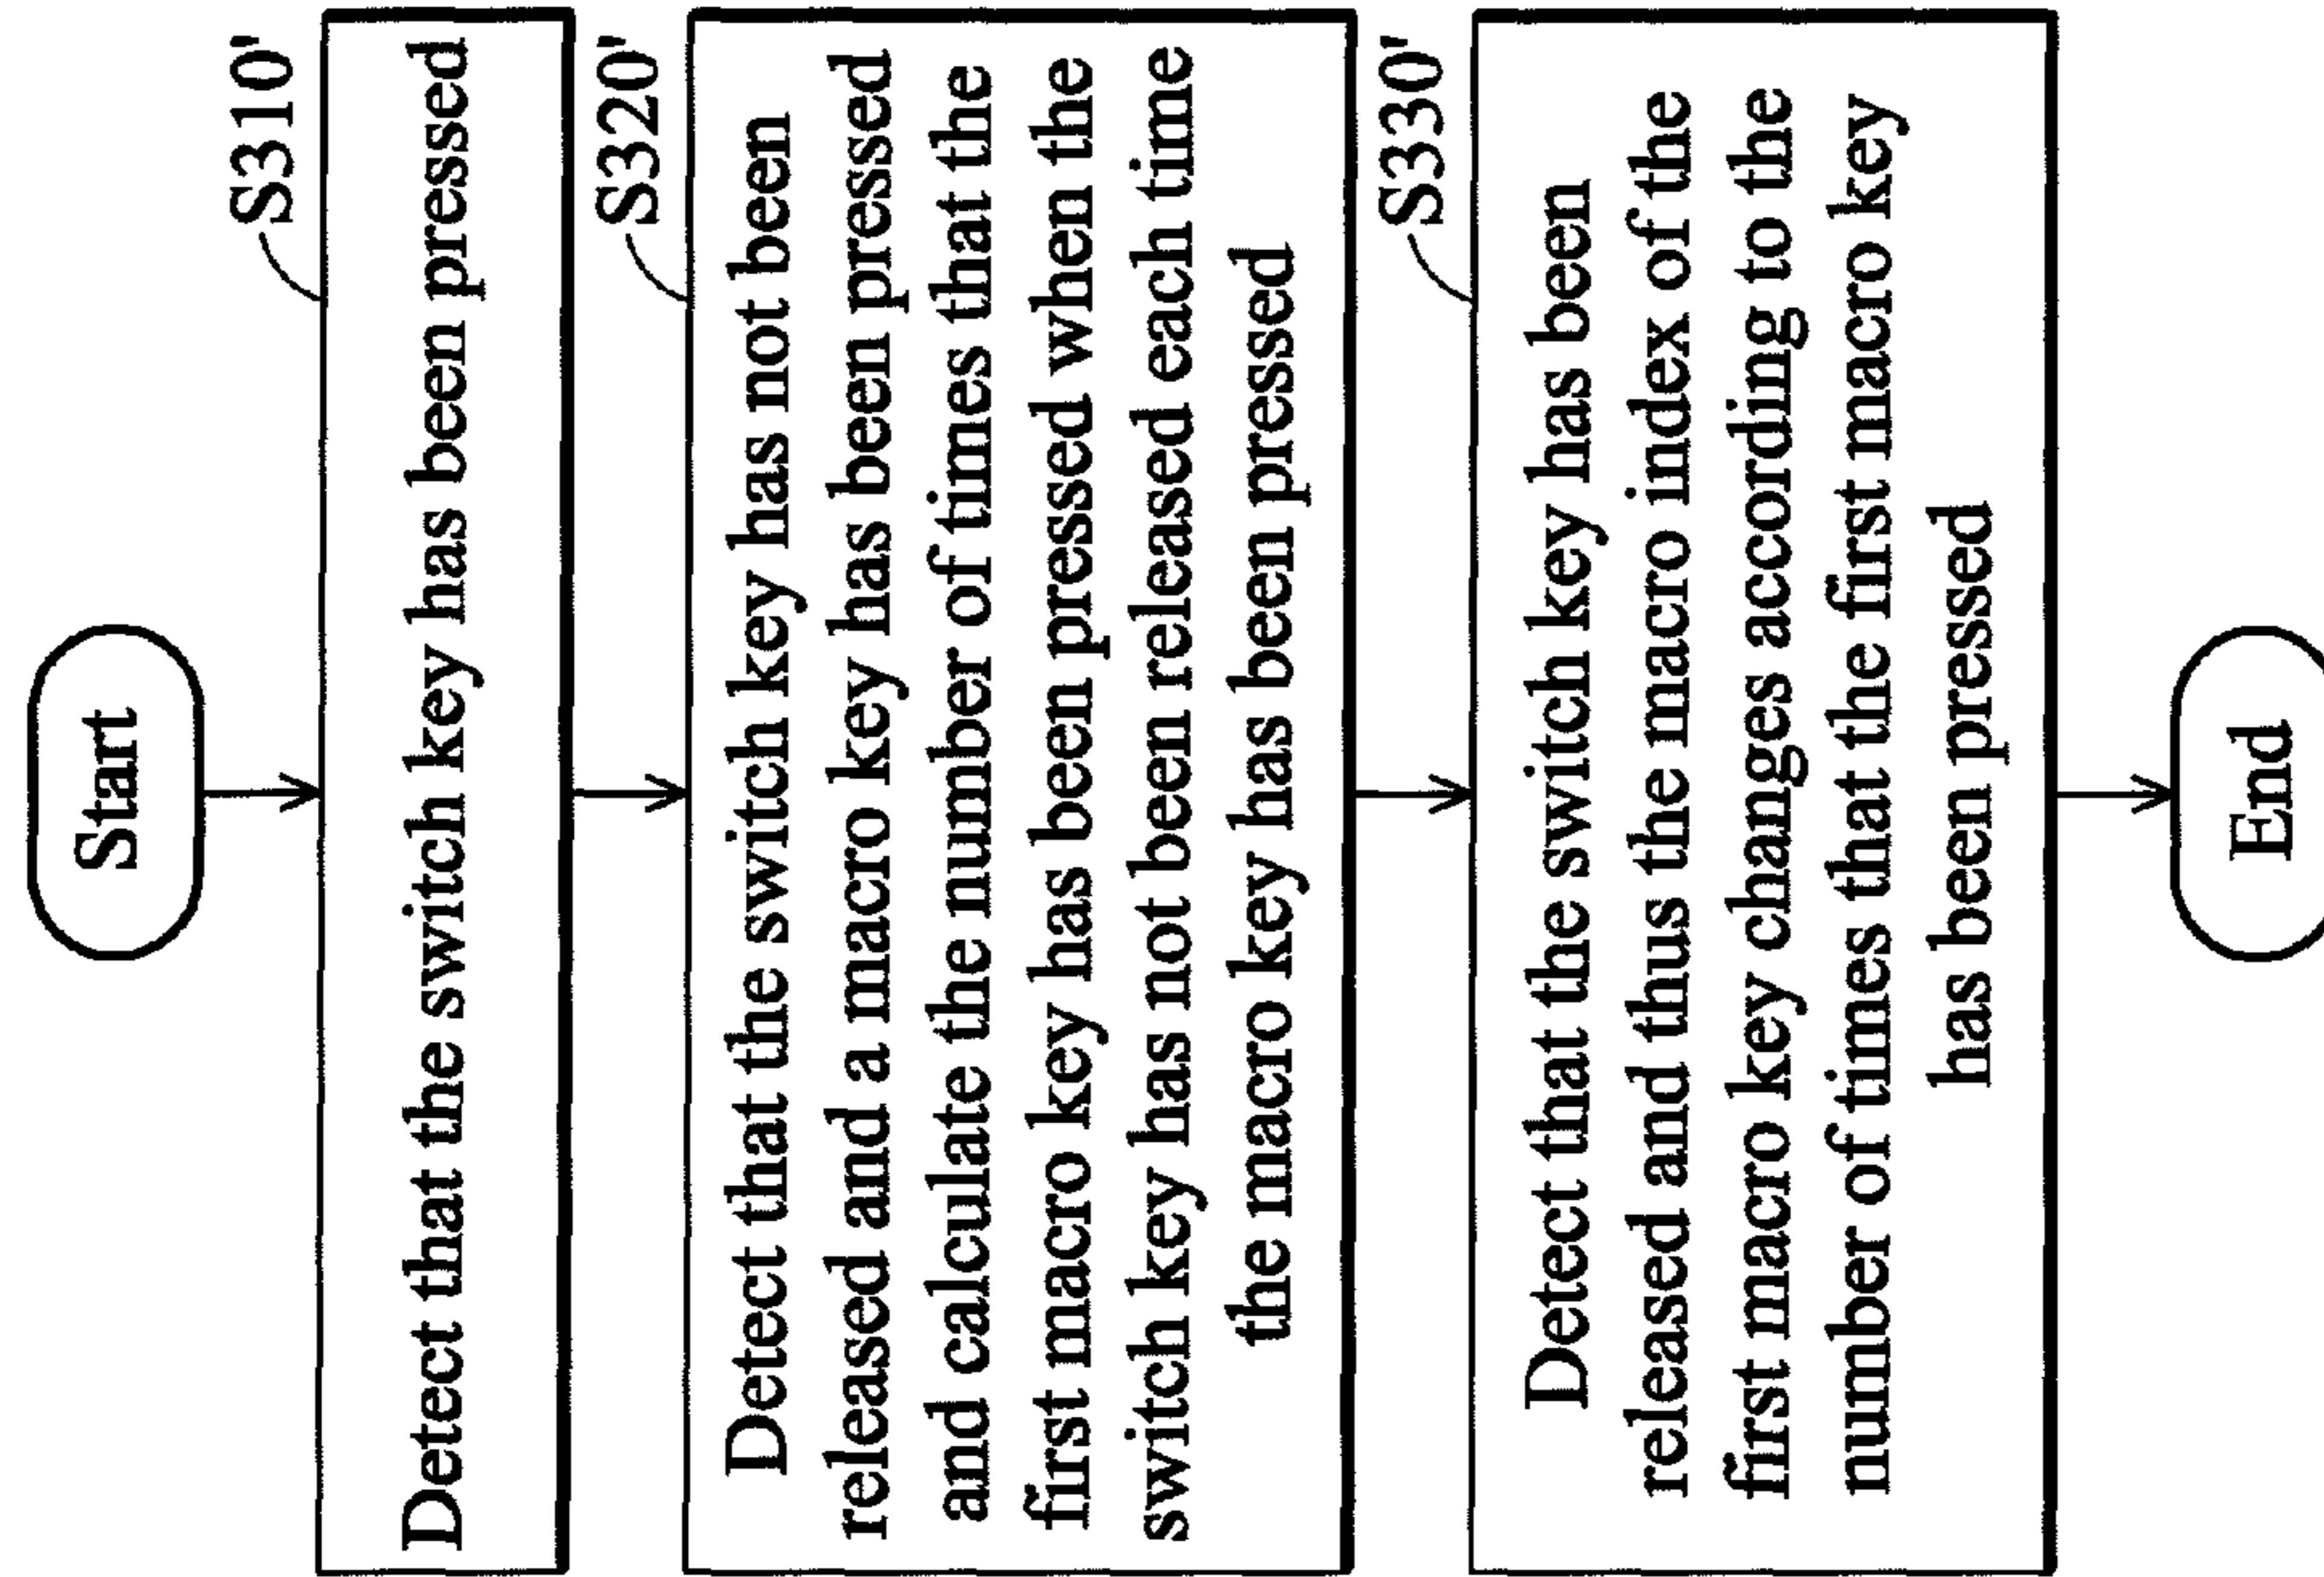 Start
S310'
Detect that the switch key has been pressed
S320'
Detect that the switch key has not been
released and a macro key has been pressed
and calculate the number of times that the
first macro key has been pressed when the
switch key has not been released each time
the macro key has been pressed
S330'
Detect that the switch key has been
released and thus the macro index of the
first macro key changes according to the
number of times that the first macro key
has been pressed
End